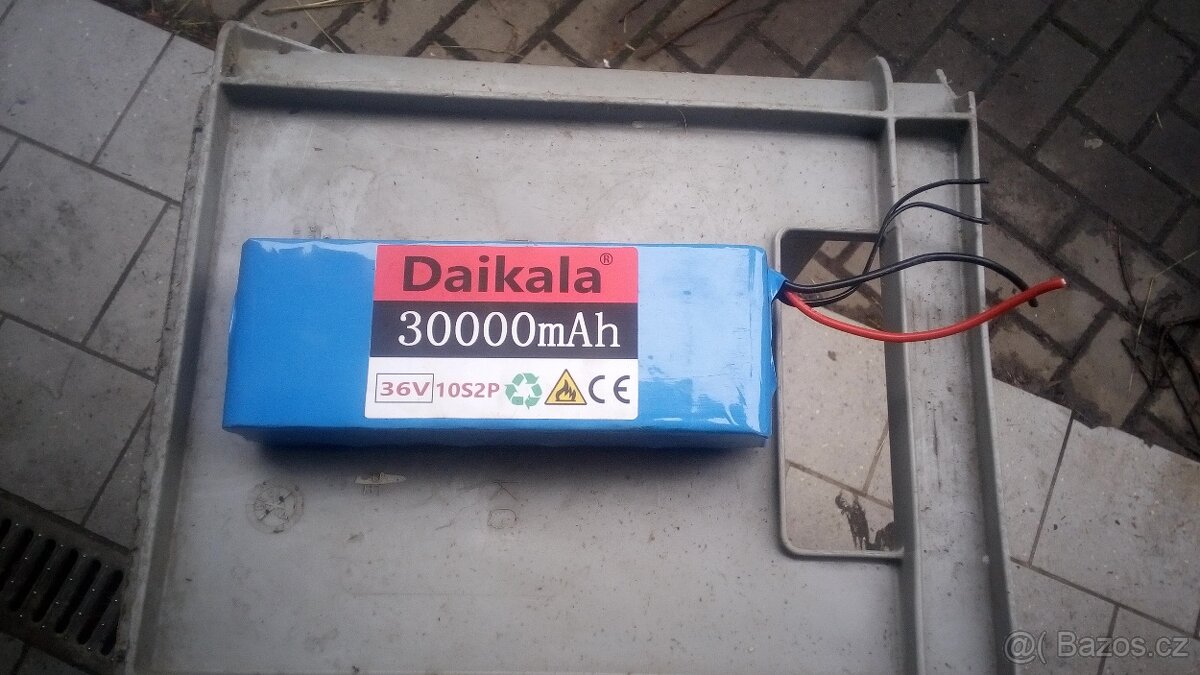 Daikala®
30000mAh
36V 10S2P CE
@( Bazos.cz